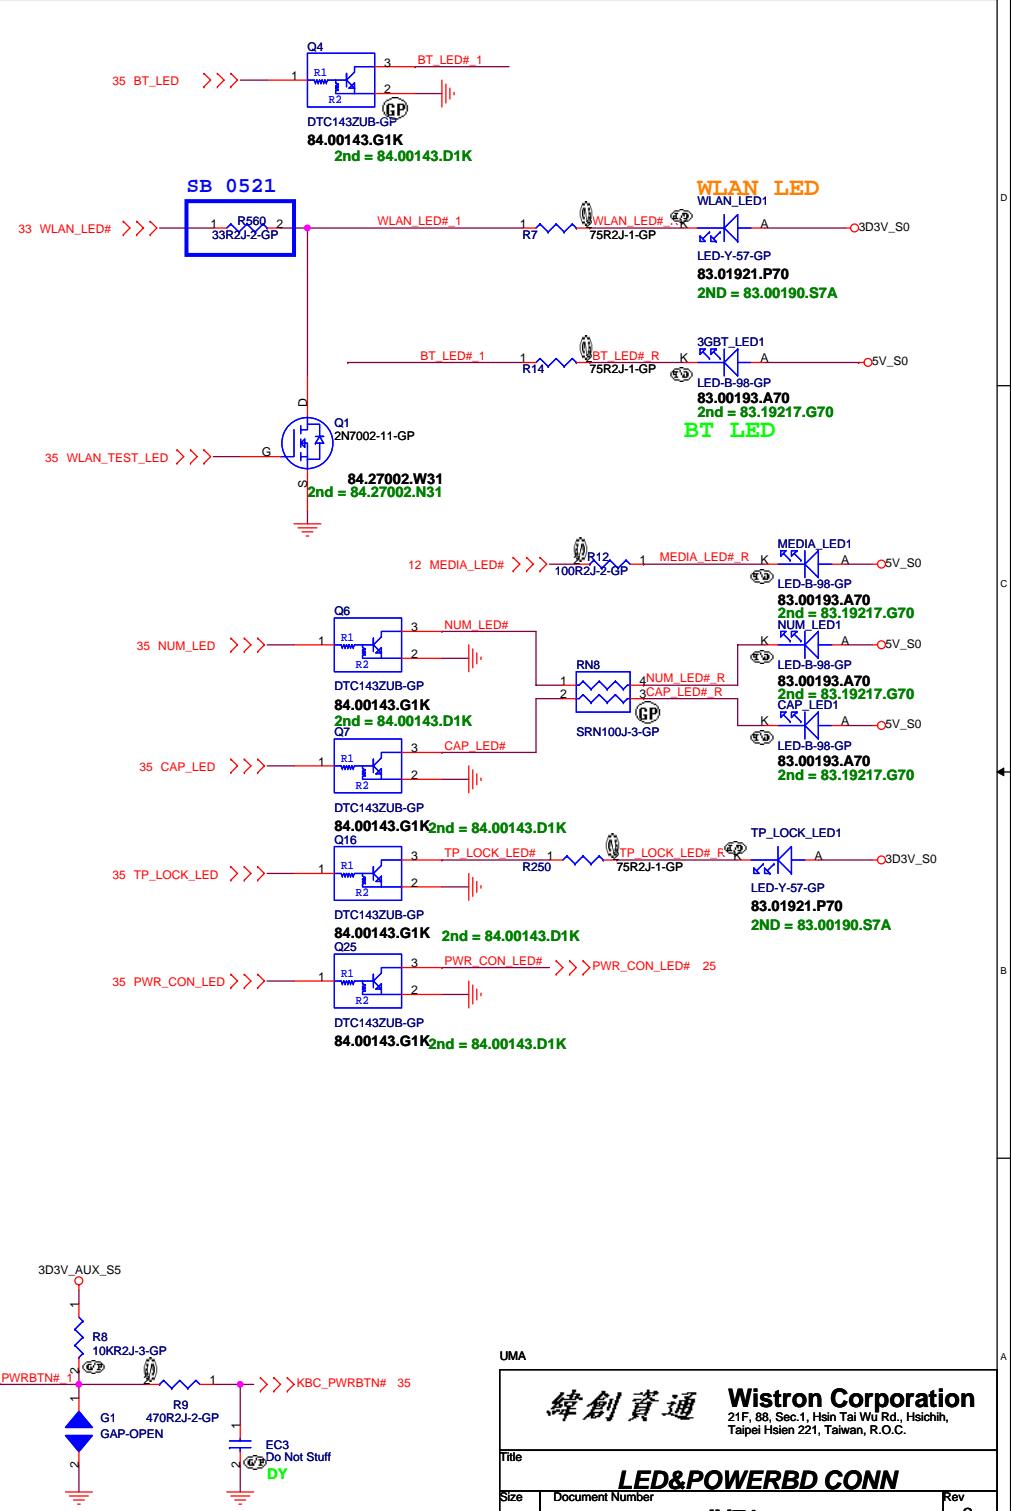 Q4
BT_LED#_1
35 BT_LED
1
R1
R2
3
2
GP
DTC143ZUB-GP
84.00143.G1K
2nd = 84.00143.D1K
SB 0521
WLAN LED
WLAN_LED1
D
33 WLAN_LED#
1 R560 2
33R2J-2-GP
WLAN_LED#_1
1
R7
75R2J-1-GP
WLAN_LED#_
K
A
3D3V_S0
LED-Y-57-GP
83.01921.P70
2ND = 83.00190.S7A
3GBT_LED1
BT_LED#_1
1
R14
BT_LED#_R
75R2J-1-GP
K
A
5V_S0
LED-B-98-GP
83.00193.A70
2nd = 83.19217.G70
BT LED
D
Q1
2N7002-11-GP
35 WLAN_TEST_LED
G
S
84.27002.W31
2nd = 84.27002.N31
MEDIA_LED1
12 MEDIA_LED#
2 R12 1
100R2J-2-GP
MEDIA_LED#_R
K
A
5V_S0
LED-B-98-GP
83.00193.A70
2nd = 83.19217.G70
C
Q6
NUM_LED#
35 NUM_LED
1
R1
R2
3
2
DTC143ZUB-GP
84.00143.G1K
2nd = 84.00143.D1K
NUM_LED1
K
A
5V_S0
LED-B-98-GP
83.00193.A70
2nd = 83.19217.G70
RN8
1
2
4 NUM_LED#_R
3 CAP_LED#_R
GP
SRN100J-3-GP
CAP_LED1
K
A
5V_S0
LED-B-98-GP
83.00193.A70
2nd = 83.19217.G70
Q7
CAP_LED#
35 CAP_LED
1
R1
R2
3
2
DTC143ZUB-GP
84.00143.G1K 2nd = 84.00143.D1K
Q16
TP_LOCK_LED#
35 TP_LOCK_LED
1
R1
R2
3
2
1
R250
TP_LOCK_LED#_R
75R2J-1-GP
TP_LOCK_LED1
K
A
3D3V_S0
LED-Y-57-GP
83.01921.P70
2ND = 83.00190.S7A
DTC143ZUB-GP
84.00143.G1K 2nd = 84.00143.D1K
Q25
PWR_CON_LED#
PWR_CON_LED# 25
B
35 PWR_CON_LED
1
R1
R2
3
2
DTC143ZUB-GP
84.00143.G1K 2nd = 84.00143.D1K
3D3V_AUX_S5
1
R8
10KR2J-3-GP
2
PWRBTN#_1
2
R9
470R2J-2-GP
1
KBC_PWRBTN# 35
1
G1
GAP-OPEN
2
1
EC3
Do Not Stuff
2
DY
A
UMA
緯創資通
Wistron Corporation
21F, 88, Sec.1, Hsin Tai Wu Rd., Hsichih,
Taipei Hsien 221, Taiwan, R.O.C.
Title
LED&POWERBD CONN
Size
Document Number
Rev